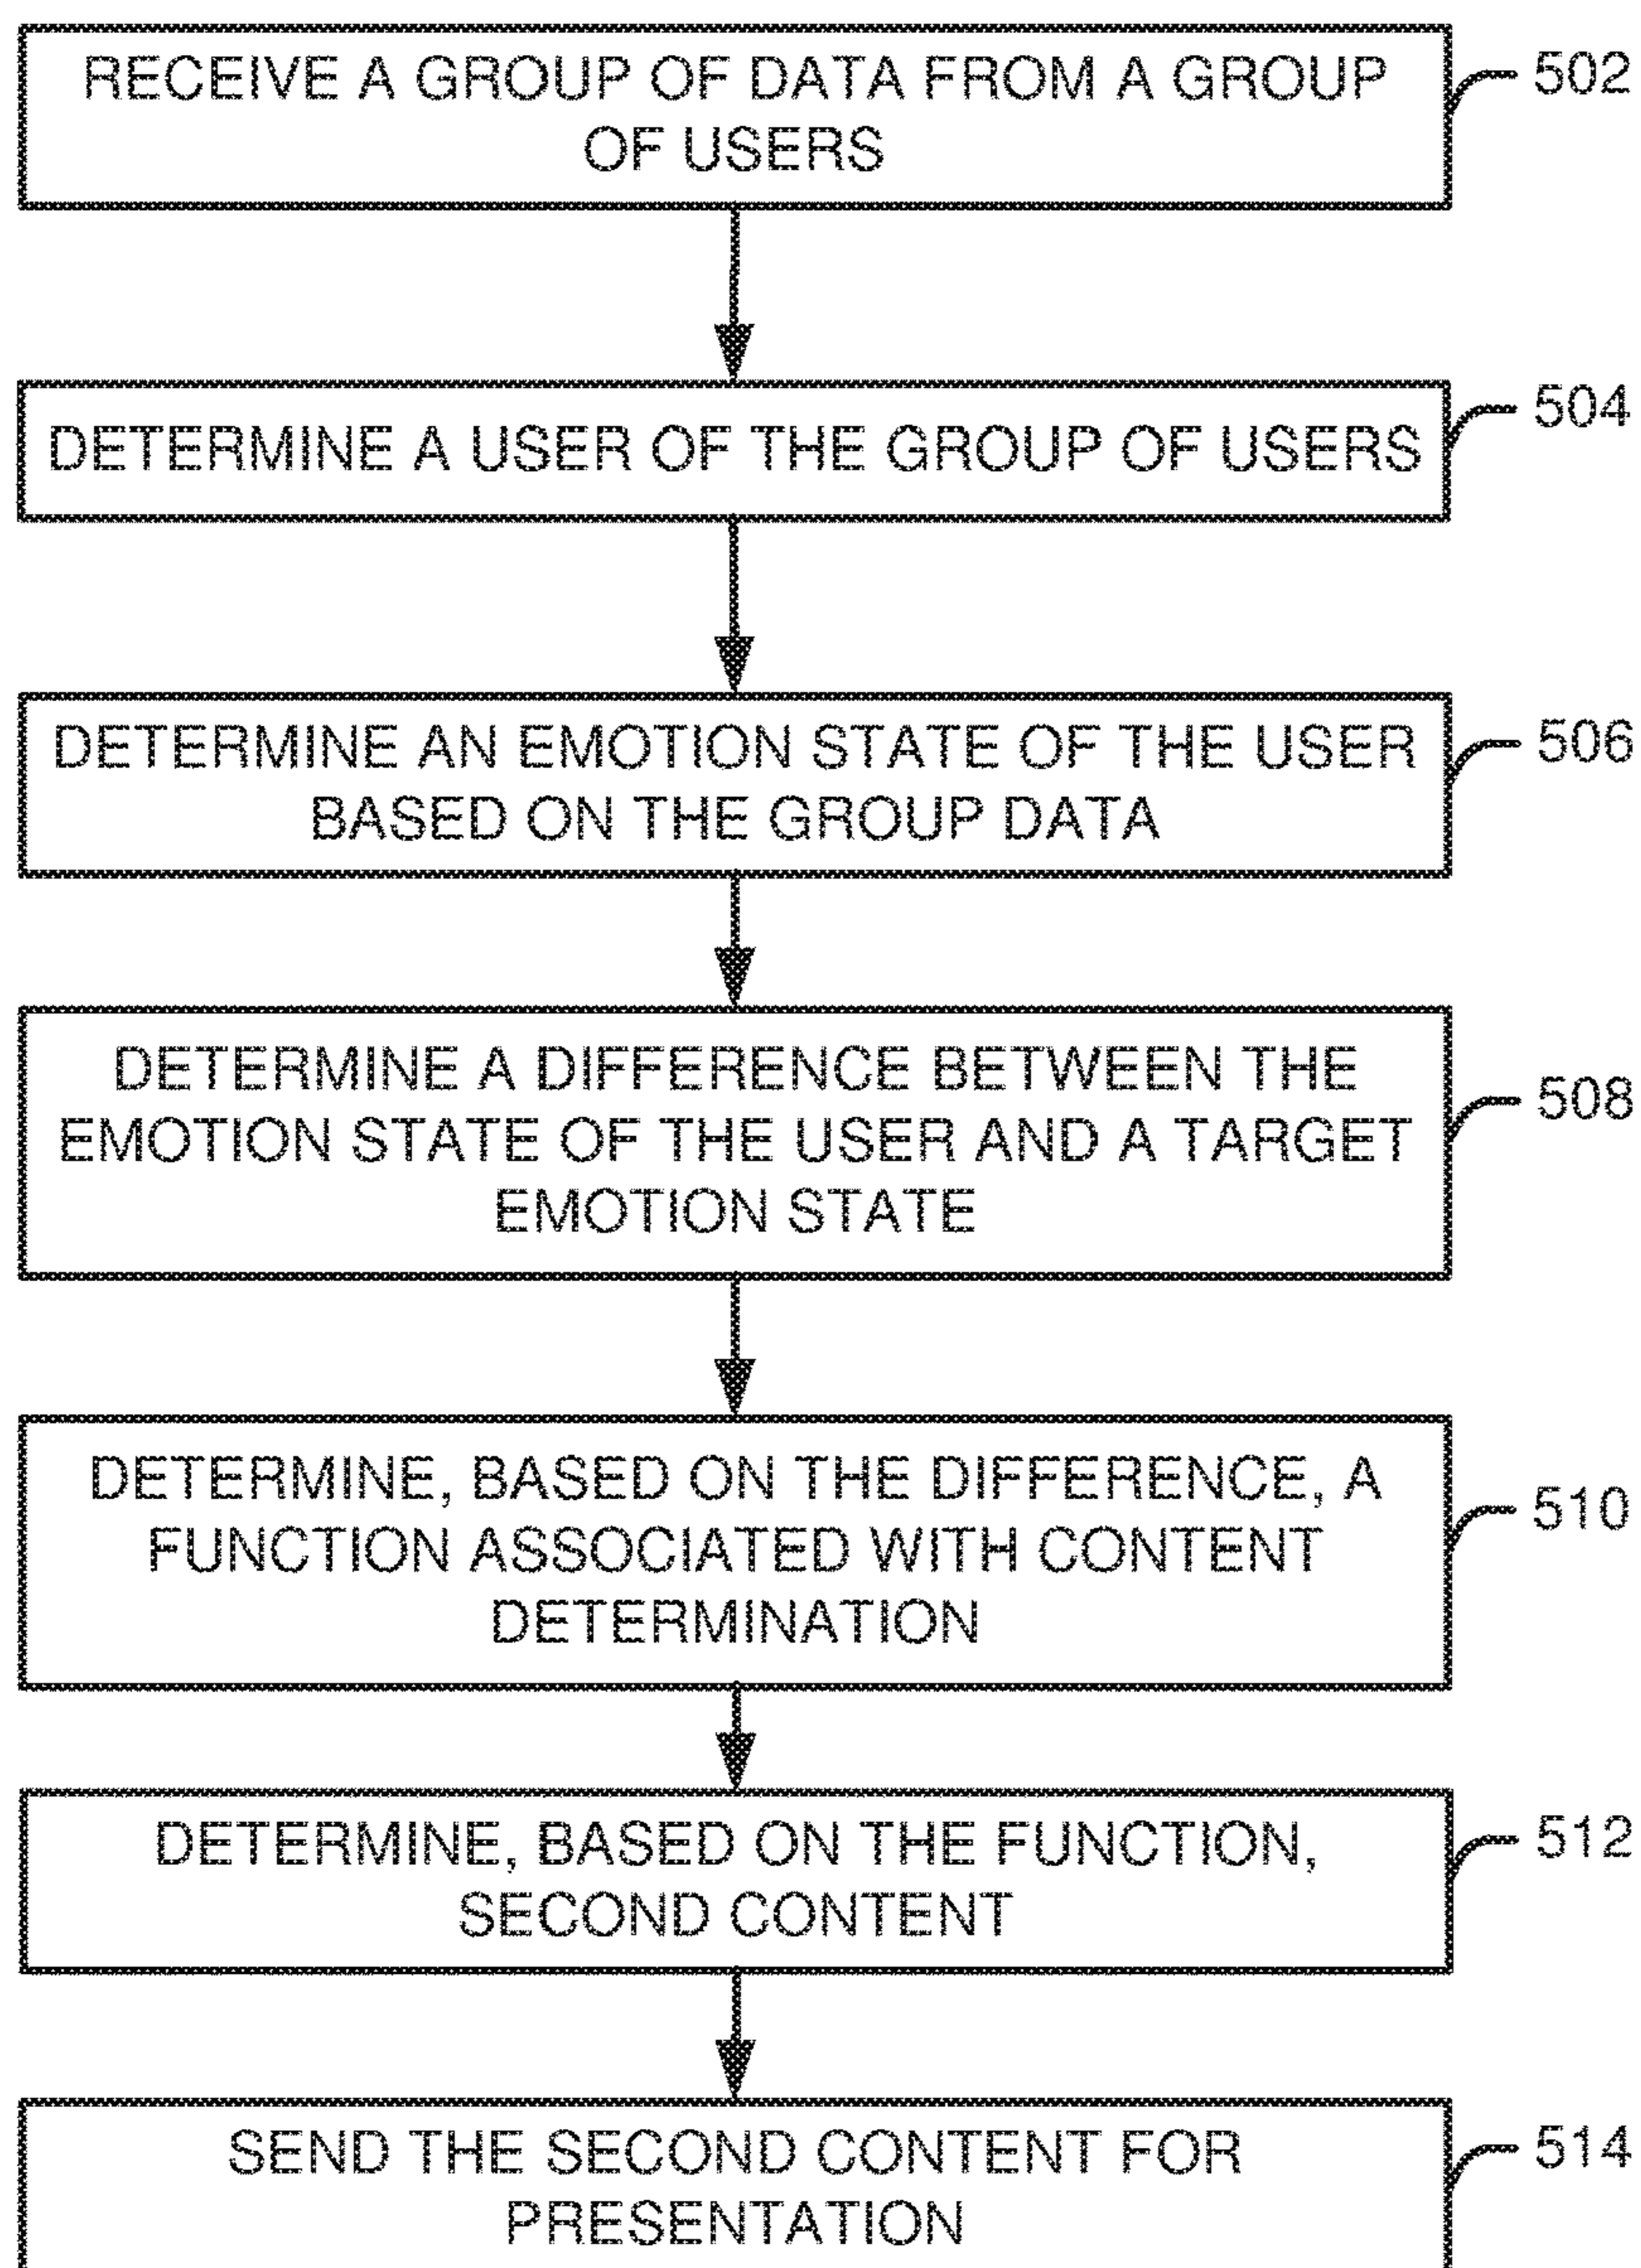 RECEIVE A GROUP OF DATA FROM A GROUP
OF USERS
502
DETERMINE A USER OF THE GROUP OF USERS
504
DETERMINE AN EMOTION STATE OF THE USER
BASED ON THE GROUP DATA
506
DETERMINE A DIFFERENCE BETWEEN THE
EMOTION STATE OF THE USER AND A TARGET
EMOTION STATE
508
DETERMINE, BASED ON THE DIFFERENCE, A
FUNCTION ASSOCIATED WITH CONTENT
DETERMINATION
510
DETERMINE, BASED ON THE FUNCTION,
SECOND CONTENT
512
SEND THE SECOND CONTENT FOR
PRESENTATION
514